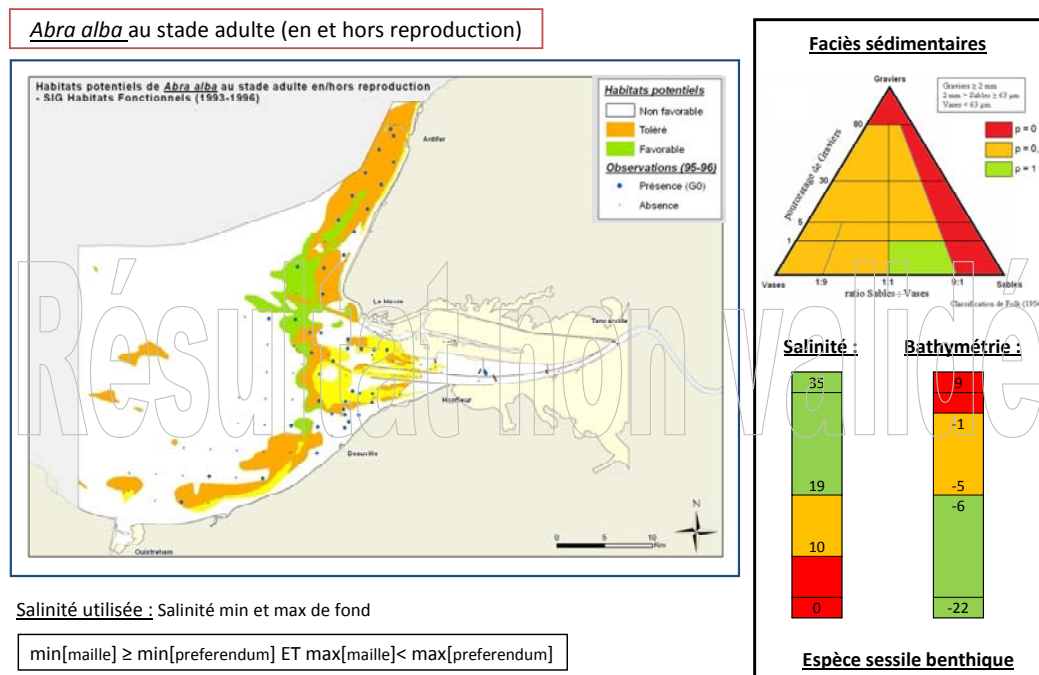 Abra alba au stade adulte (en et hors reproduction)
Habitats potentiels de Abra alba au stade adulte en/hors reproduction
- SIG Habitats Fonctionnels (1993-1996)
Habitats potentiels
Non favorable
Toléré
Favorable
Observations (95-96)
Présence (G0)
Absence
Antifer
Le Havre
Tancarville
Honfleur
Deauville
Ouistreham
N
0 5 10
Km
Résultat non validé
Salinité utilisée : Salinité min et max de fond
min[maille] ≥ min[preferendum] ET max[maille]< max[preferendum]
Faciès sédimentaires
Graviers
Graviers ≥ 2 mm
2 mm > Sables ≥ 63 µm
Vases < 63 µm
pourcentage de Graviers
80
30
5
1
p = 0
p = 0,
p = 1
Vases 1:9 1:1 9:1 Sables
ratio Sables : Vases
Classification de Folk (1954
Salinité :
35
19
10
0
Bathymétrie :
9
-1
-5
-6
-22
Espèce sessile benthique